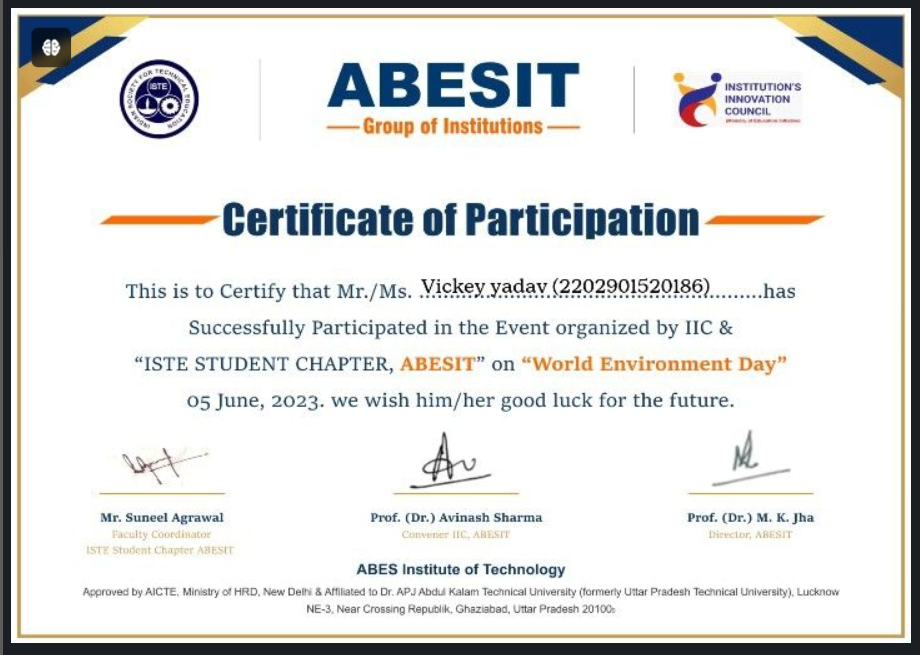 INDIAN SOCIETY FOR TECHNICAL EDUCATION
ISTE
ABESIT
Group of Institutions
INSTITUTION'S
INNOVATION
COUNCIL
(Ministry of Education Initiative)
Certificate of Participation
This is to Certify that Mr./Ms. Vickey yadav (2202901520186)..........has
Successfully Participated in the Event organized by IIC &
“ISTE STUDENT CHAPTER, ABESIT” on “World Environment Day”
05 June, 2023. we wish him/her good luck for the future.
Mr. Suneel Agrawal
Faculty Coordinator
ISTE Student Chapter ABESIT
Prof. (Dr.) Avinash Sharma
Convener IIC, ABESIT
Prof. (Dr.) M. K. Jha
Director, ABESIT
ABES Institute of Technology
Approved by AICTE, Ministry of HRD, New Delhi & Affiliated to Dr. APJ Abdul Kalam Technical University (formerly Uttar Pradesh Technical University), Lucknow
NE-3, Near Crossing Republik, Ghaziabad, Uttar Pradesh